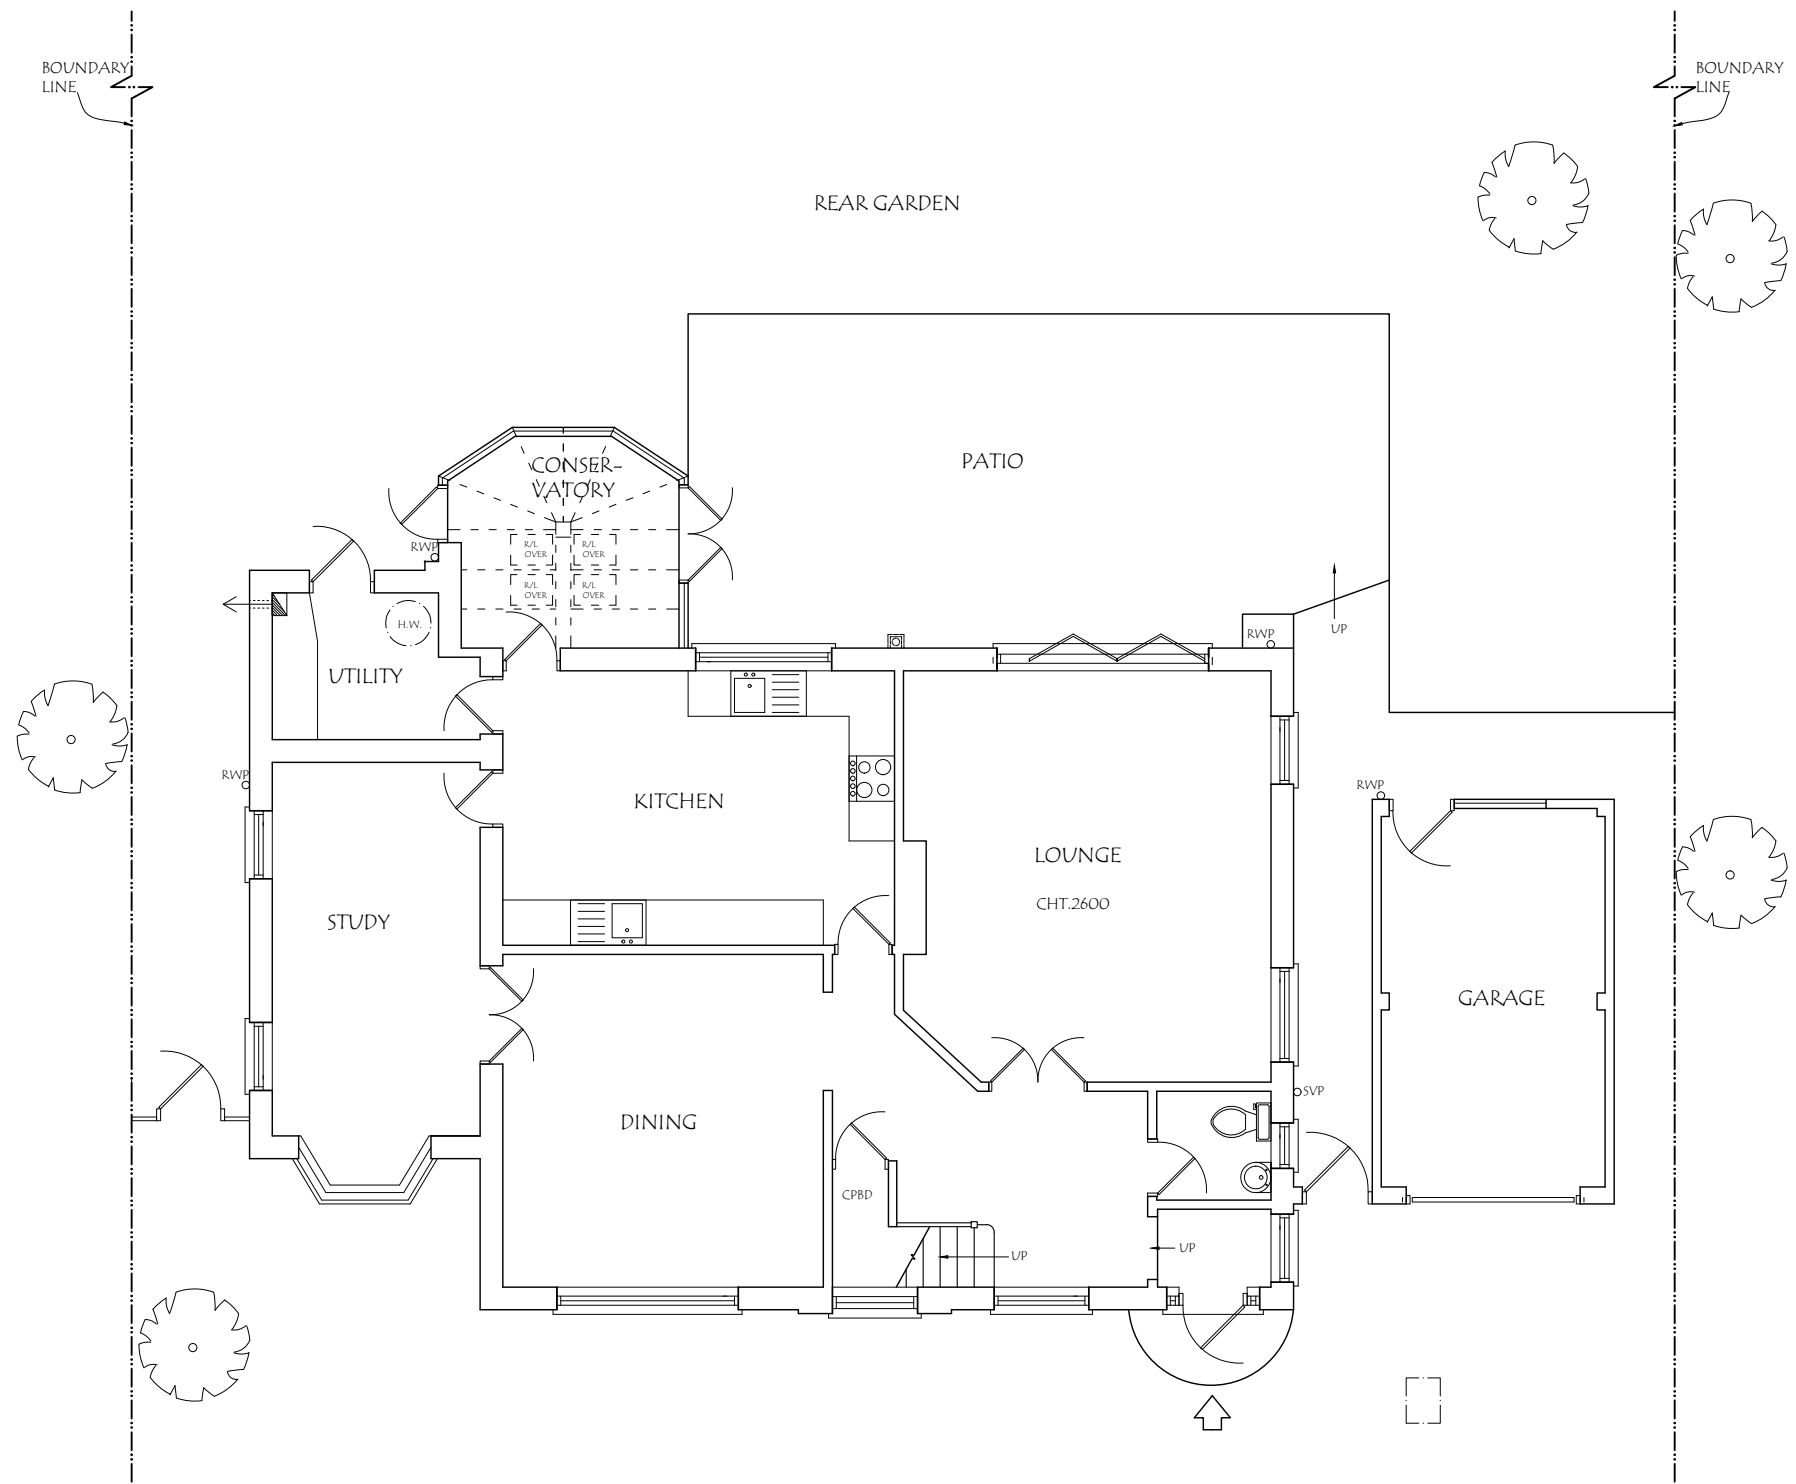 BOUNDARY
LINE
BOUNDARY
LINE
REAR GARDEN
PATIO
CONSER-
VATORY
RWP
R/L
OVER
R/L
OVER
R/L
OVER
R/L
OVER
H.W.
UTILITY
RWP
UP
RWP
RWP
KITCHEN
LOUNGE
CHT.2600
STUDY
GARAGE
SVP
DINING
CPBD
UP
UP